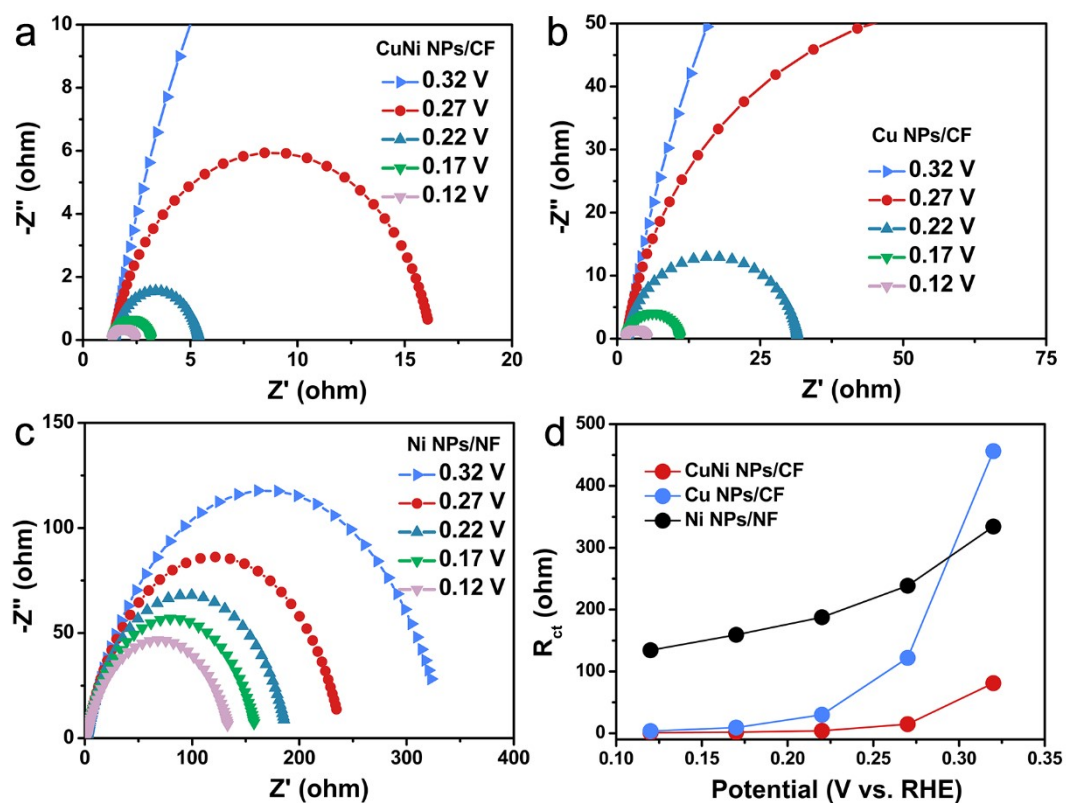 a
CuNi NPs/CF
0.32 V
0.27 V
0.22 V
0.17 V
0.12 V
-Z" (ohm)
10
8
6
4
2
0
0 5 10 15 20
Z' (ohm)
b
Cu NPs/CF
0.32 V
0.27 V
0.22 V
0.17 V
0.12 V
-Z" (ohm)
50
40
30
20
10
0
0 25 50 75
Z' (ohm)
c
Ni NPs/NF
0.32 V
0.27 V
0.22 V
0.17 V
0.12 V
-Z" (ohm)
150
100
50
0
0 100 200 300 400
Z' (ohm)
d
CuNi NPs/CF
Cu NPs/CF
Ni NPs/NF
Rct (ohm)
500
400
300
200
100
0
0.10 0.15 0.20 0.25 0.30 0.35
Potential (V vs. RHE)